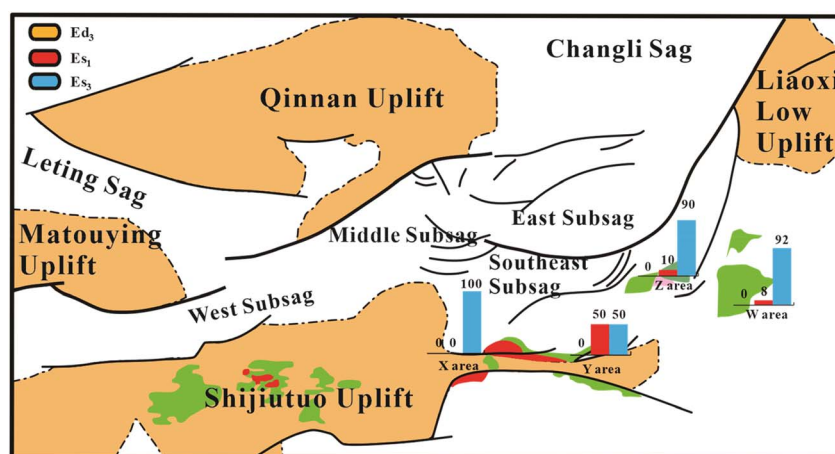 Ed3
Es1
Es3
Changli Sag
Qinnan Uplift
Liaoxi
Low
Uplift
Leting Sag
Matouying
Uplift
Middle Subsag
East Subsag
Southeast
Subsag
West Subsag
Shijiutuo Uplift
0 0 100
X area
0 50 50
Y area
0 10 90
Z area
0 8 92
W area